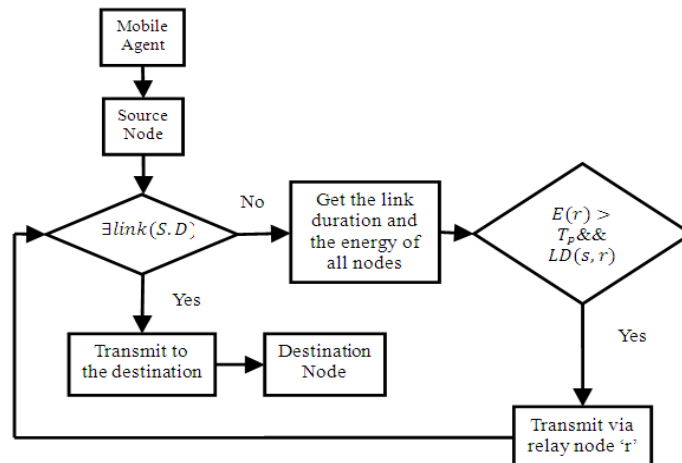 Mobile
Agent
Source
Node
∃link(S.D)
No
Get the link
duration and
the energy of
all nodes
E(r) >
T_P&&
LD(s,r)
Yes
Transmit to
the destination
Destination
Node
Yes
Transmit via
relay node ‘r’